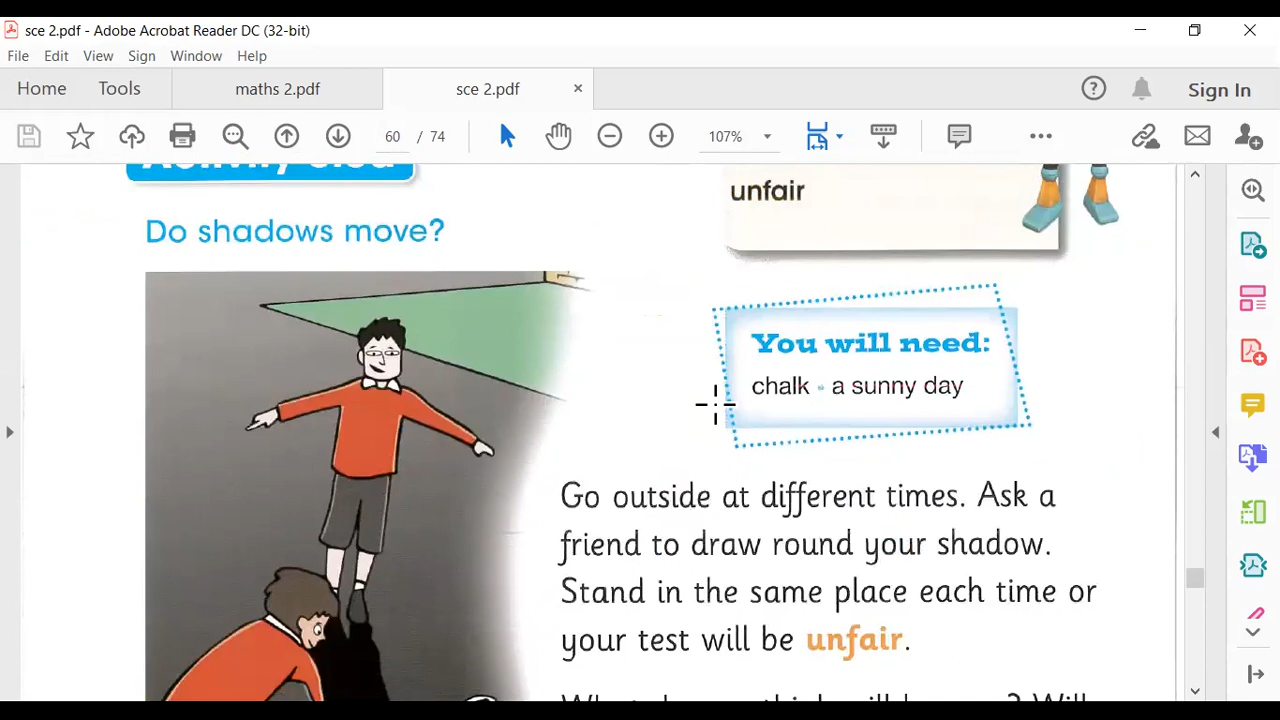 sce 2.pdf - Adobe Acrobat Reader DC (32-bit)
File Edit View Sign Window Help
Home Tools maths 2.pdf sce 2.pdf × ? Sign In
60 / 74 107%
unfair
Do shadows move?
You will need:
chalk - a sunny day
Go outside at different times. Ask a
friend to draw round your shadow.
Stand in the same place each time or
your test will be unfair.